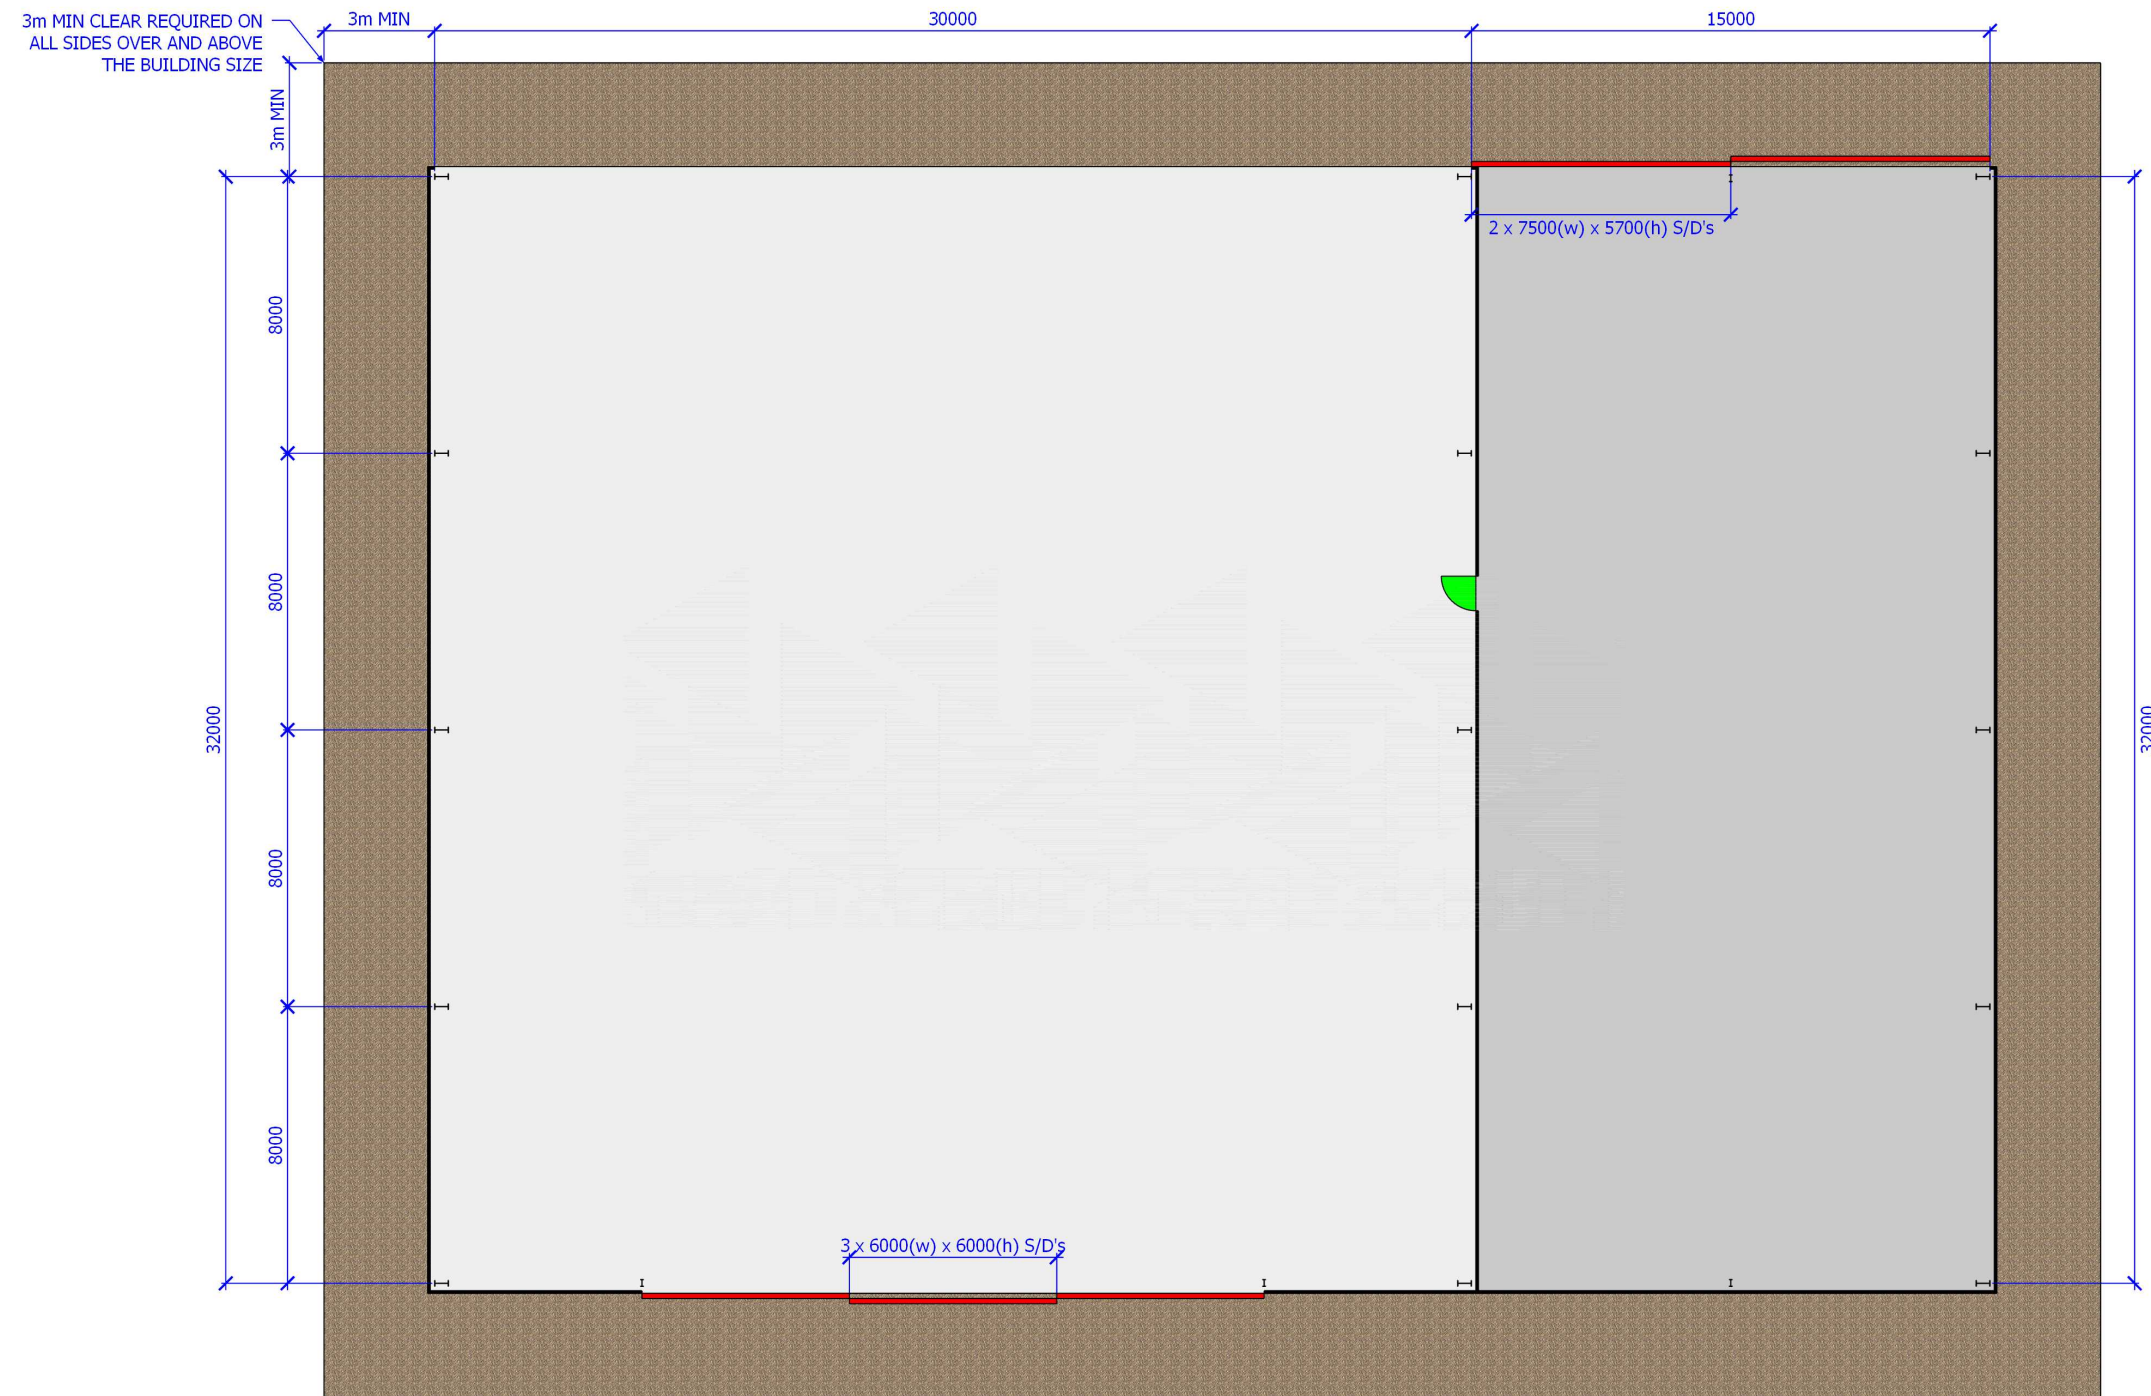 3m MIN CLEAR REQUIRED ON
ALL SIDES OVER AND ABOVE
THE BUILDING SIZE
3m MIN
30000
15000
3m MIN
2 x 7500(w) x 5700(h) S/D's
8000
8000
32000
32000
8000
8000
3 x 6000(w) x 6000(h) S/D's